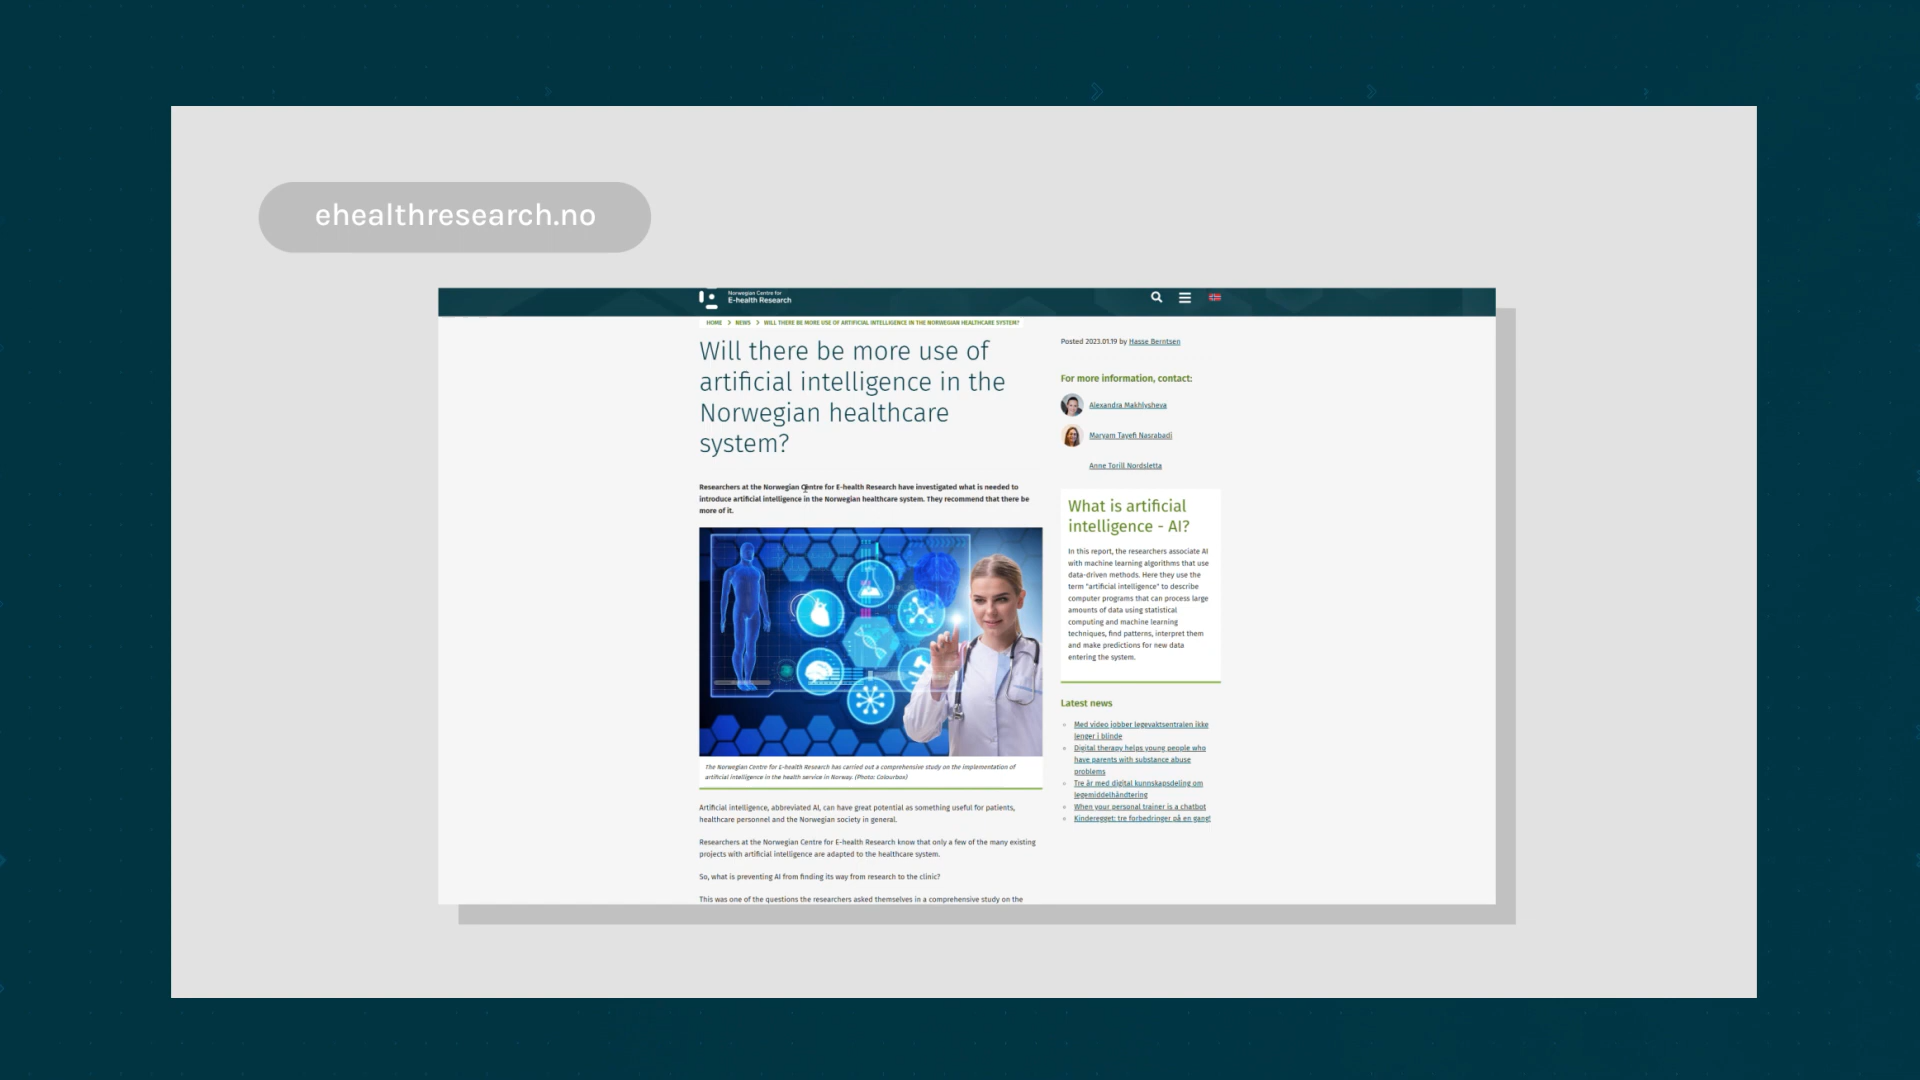 ehealthresearch.no
Norwegian Centre for
E-health Research
HOME > NEWS > WILL THERE BE MORE USE OF ARTIFICIAL INTELLIGENCE IN THE NORWEGIAN HEALTHCARE SYSTEM?
Will there be more use of
artificial intelligence in the
Norwegian healthcare
system?
Researchers at the Norwegian Centre for E-health Research have investigated what is needed to
introduce artificial intelligence in the Norwegian healthcare system. They recommend that there be
more of it.
The Norwegian Centre for E-health Research has carried out a comprehensive study on the implementation of
artificial intelligence in the health service in Norway. (Photo: Colourbox)
Artificial intelligence, abbreviated AI, can have great potential as something useful for patients,
healthcare personnel and the Norwegian society in general.
Researchers at the Norwegian Centre for E-health Research know that only a few of the many existing
projects with artificial intelligence are adapted to the healthcare system.
So, what is preventing AI from finding its way from research to the clinic?
This was one of the questions the researchers asked themselves in a comprehensive study on the
Posted 2023.01.19 by Hasse Berntsen
For more information, contact:
Alexandra Makhlysheva
Maryam Tayefi Nasrabadi
Anne Torill Nordsletta
What is artificial
intelligence - AI?
In this report, the researchers associate AI
with machine learning algorithms that use
data-driven methods. Here they use the
term "artificial intelligence" to describe
computer programs that can process large
amounts of data using statistical
computing and machine learning
techniques, find patterns, interpret them
and make predictions for new data
entering the system.
Latest news
Med video jobber legevaktsentralen ikke
lenger i blinde
Digital therapy helps young people who
have parents with substance abuse
problems
Tre år med digital kunnskapsdeling om
legemiddelhåndtering
When your personal trainer is a chatbot
Kinderegget: tre forbedringer på en gang!